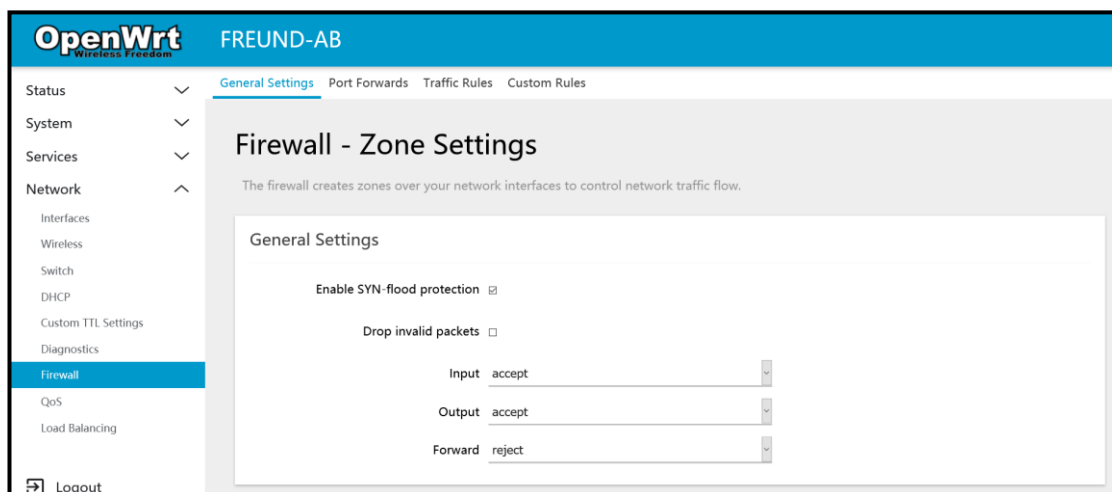 OpenWrt
Wireless Freedom
FREUND-AB
Status
System
Services
Network
Interfaces
Wireless
Switch
DHCP
Custom TTL Settings
Diagnostics
Firewall
QoS
Load Balancing
Logout
General Settings Port Forwards Traffic Rules Custom Rules
Firewall - Zone Settings
The firewall creates zones over your network interfaces to control network traffic flow.
General Settings
Enable SYN-flood protection
Drop invalid packets
Input accept
Output accept
Forward reject